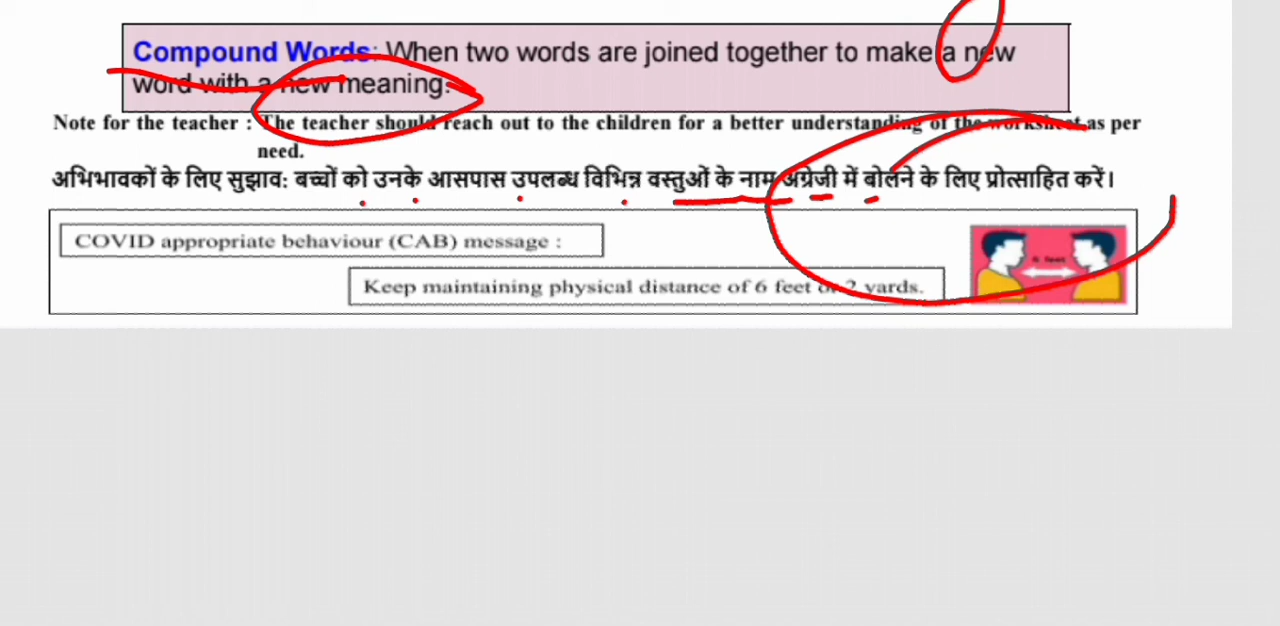 Compound Words: When two words are joined together to make a new
word with a new meaning.
Note for the teacher : The teacher should reach out to the children for a better understanding of the worksheet as per
need.
अभिभावकों के लिए सुझाव: बच्चों को उनके आसपास उपलब्ध विभिन्न वस्तुओं के नाम अंग्रेजी में बोलने के लिए प्रोत्साहित करें।
COVID appropriate behaviour (CAB) message :
6 feet
Keep maintaining physical distance of 6 feet or 2 yards.